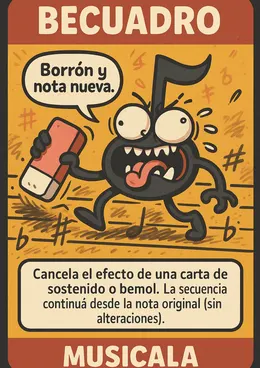 BECUADRO
Borrón y
nota nueva.
Cancela el efecto de una carta de
sostenido o bemol. La secuencia
continuá desde la nota original (sin
alteraciones).
MUSICALA